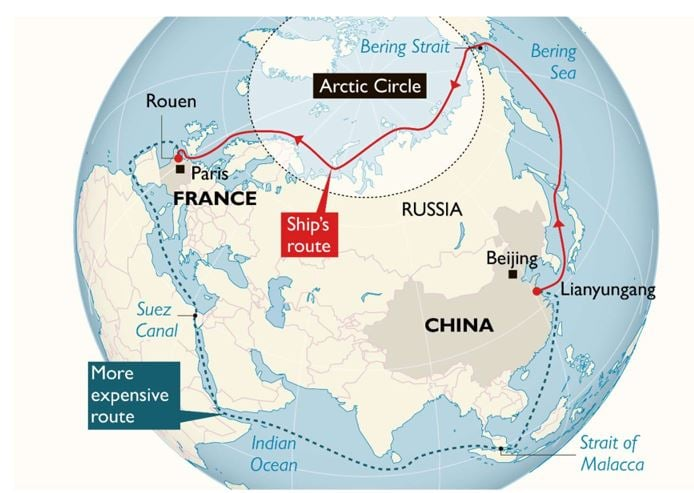 Bering Strait
Bering
Sea
Arctic Circle
Rouen
Paris
FRANCE
RUSSIA
Ship's
route
Beijing
Lianyungang
Suez
Canal
CHINA
More
expensive
route
Indian
Ocean
Strait of
Malacca